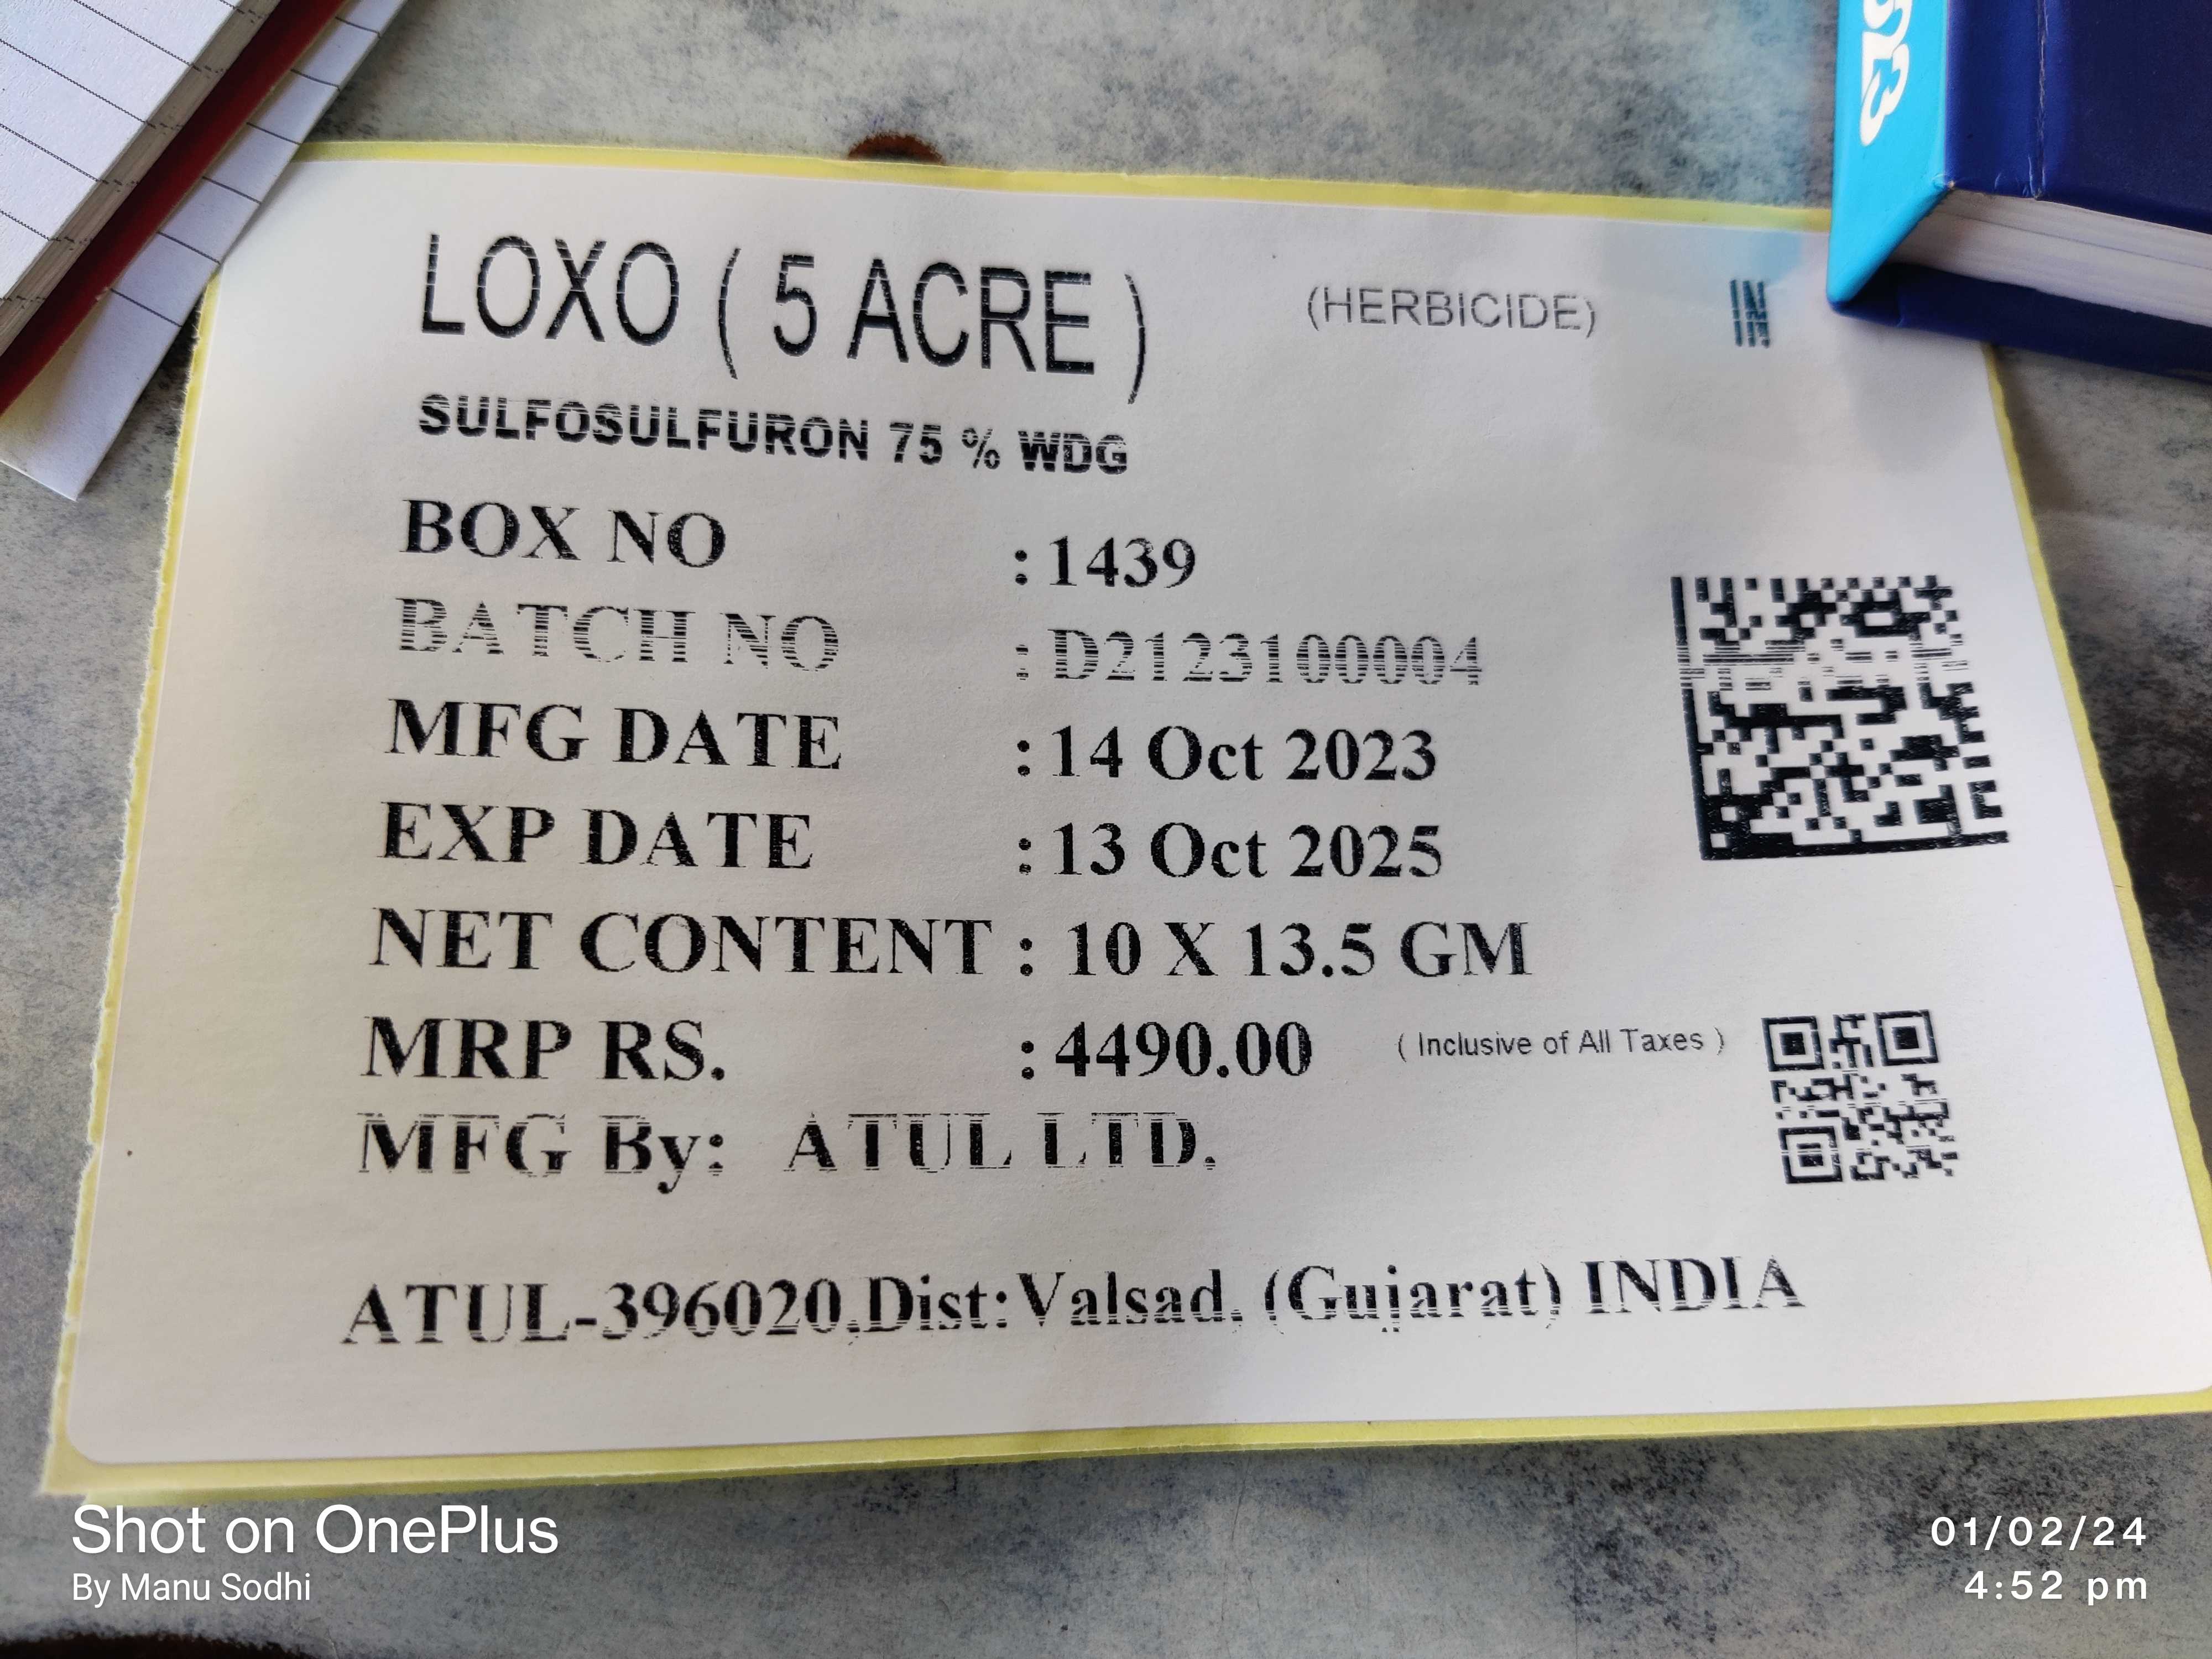 LOXO ( 5 ACRE )
(HERBICIDE)
SULFOSULFURON 75 % WDG
BOX NO : 1439
BATCH NO : D2123100004
MFG DATE : 14 Oct 2023
EXP DATE : 13 Oct 2025
NET CONTENT : 10 X 13.5 GM
MRP RS. : 4490.00 ( Inclusive of All Taxes )
MFG By: ATUL LTD.
ATUL-396020,Dist:Valsad, (Gujarat) INDIA
Shot on OnePlus
By Manu Sodhi
01/02/24
4:52 pm